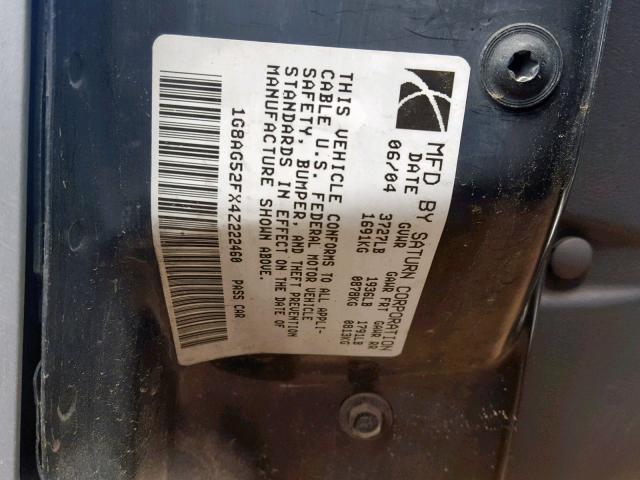 MFD BY SATURN CORPORATION
DATE GVWR GAWR FRT GAWR RR
06/04 3727LB 1936LB 1791LB
1691KG 0878KG 0813KG
THIS VEHICLE CONFORMS TO ALL APPLI-
CABLE U.S. FEDERAL MOTOR VEHICLE
SAFETY, BUMPER, AND THEFT PREVENTION
STANDARDS IN EFFECT ON THE DATE OF
MANUFACTURE SHOWN ABOVE.
1G8AG52FX4Z222460 PASS CAR